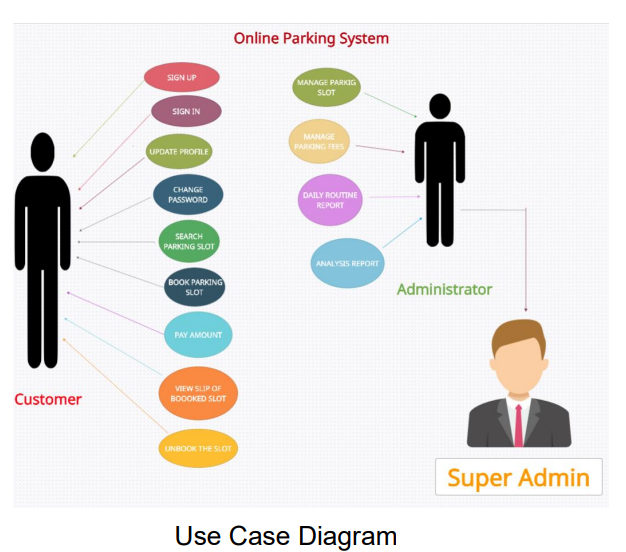 Online Parking System
SIGN UP
SIGN IN
UPDATE PROFILE
CHANGE
PASSWORD
SEARCH
PARKING SLOT
BOOK PARKING
SLOT
PAY AMOUNT
VIEW SLIP OF
BOOOKED SLOT
UNBOOK THE SLOT
Customer
MANAGE PARKIG
SLOT
MANAGE
PARKING FEES
DAILY ROUTINE
REPORT
ANALYSIS REPORT
Administrator
Super Admin
Use Case Diagram